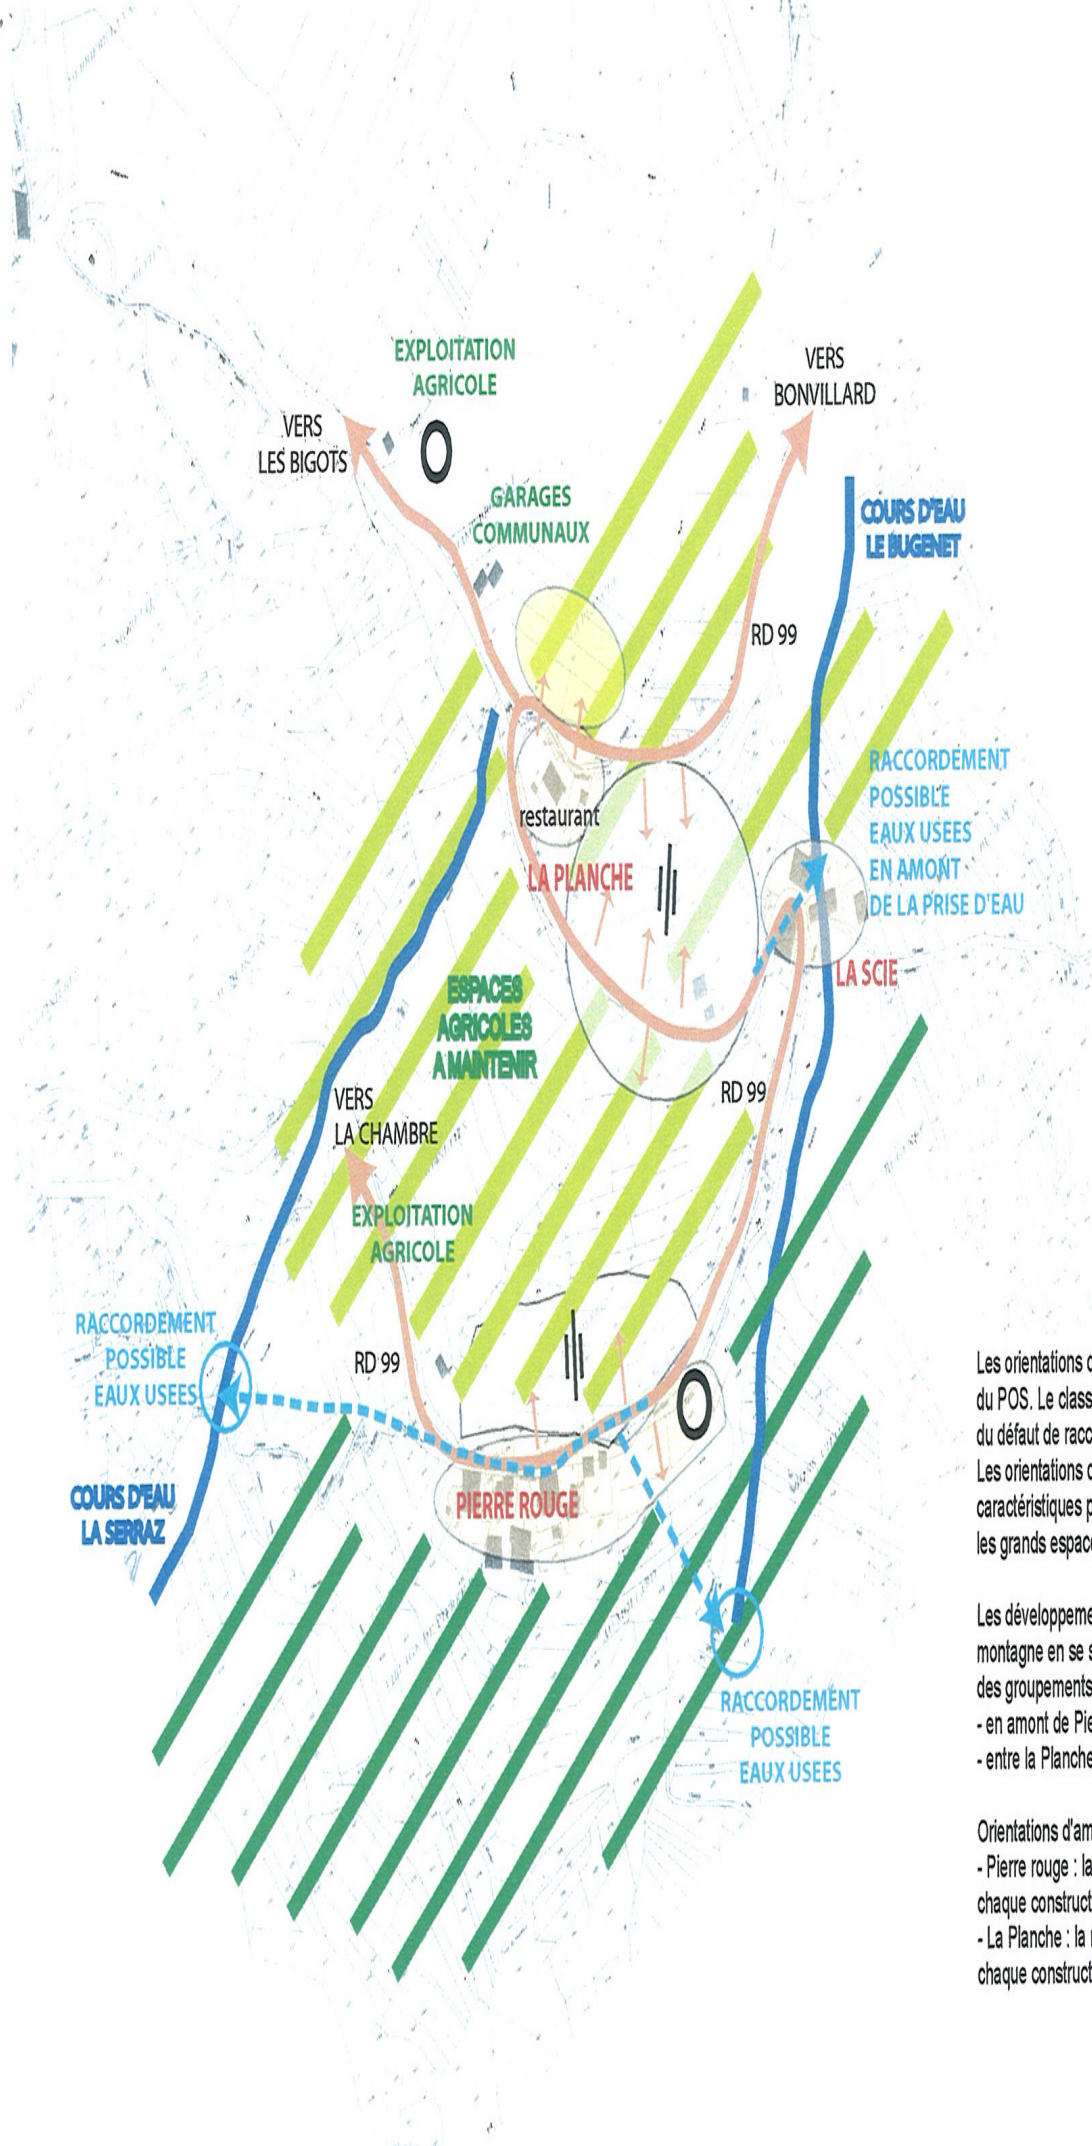 EXPLOITATION
AGRICOLE
VERS
BONVILLARD
VERS
LES BIGOTS
GARAGES
COMMUNAUX
COURS D'EAU
LE BUGENET
RD 99
RACCORDEMENT
POSSIBLE
EAUX USEES
EN AMONT
DE LA PRISE D'EAU
restaurant
LA PLANCHE
LA SCIE
ESPACES
AGRICOLES
A MAINTENIR
VERS
LA CHAMBRE
RD 99
EXPLOITATION
AGRICOLE
RACCORDEMENT
POSSIBLE
EAUX USEES
RD 99
COURS D'EAU
LA SERRAZ
PIERRE ROUGE
RACCORDEMENT
POSSIBLE
EAUX USEES
Les orientations
du POS. Le class
du défaut de racc
Les orientations
caractéristiques
les grands espac
Les développeme
montagne en se
des groupements
- en amont de Pie
- entre la Planche
Orientations d'am
- Pierre rouge : la
chaque construct
- La Planche : la
chaque construct